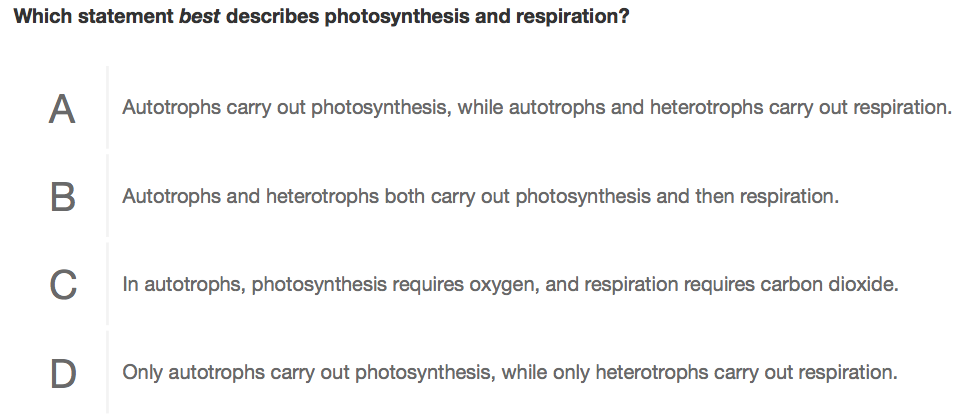 Which statement best describes photosynthesis and respiration?
A
Autotrophs carry out photosynthesis, while autotrophs and heterotrophs carry out respiration.
B
Autotrophs and heterotrophs both carry out photosynthesis and then respiration.
C
In autotrophs, photosynthesis requires oxygen, and respiration requires carbon dioxide.
D
Only autotrophs carry out photosynthesis, while only heterotrophs carry out respiration.